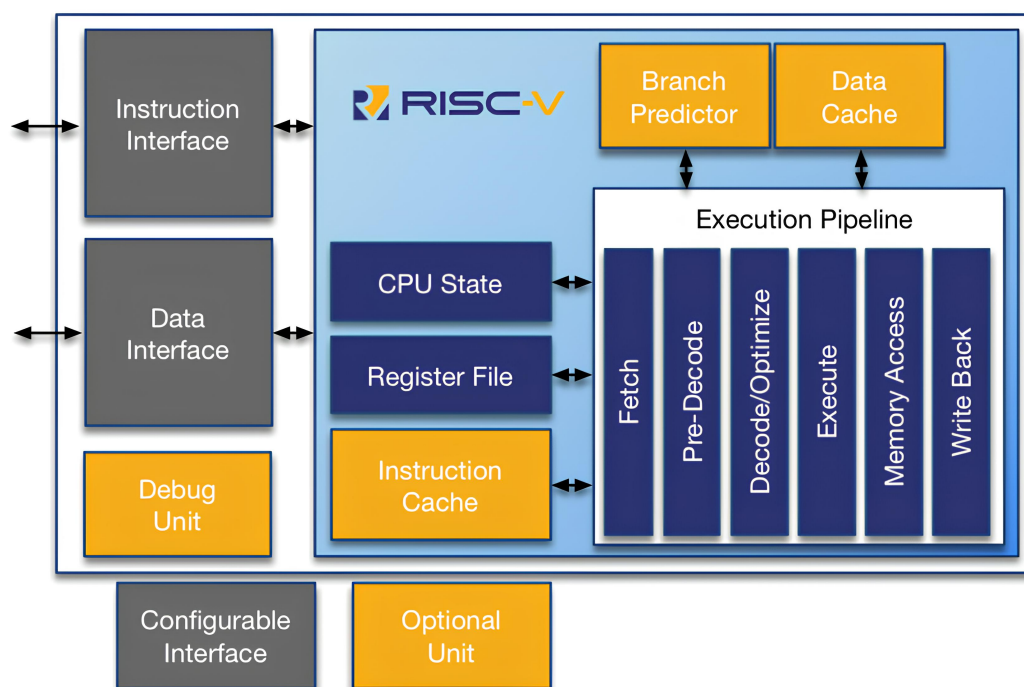 Instruction
Interface
RISC-V
Branch
Predictor
Data
Cache
Execution Pipeline
CPU State
Data
Interface
Register File
Instruction
Cache
Fetch
Pre-Decode
Decode/Optimize
Execute
Memory Access
Write Back
Debug
Unit
Configurable
Interface
Optional
Unit